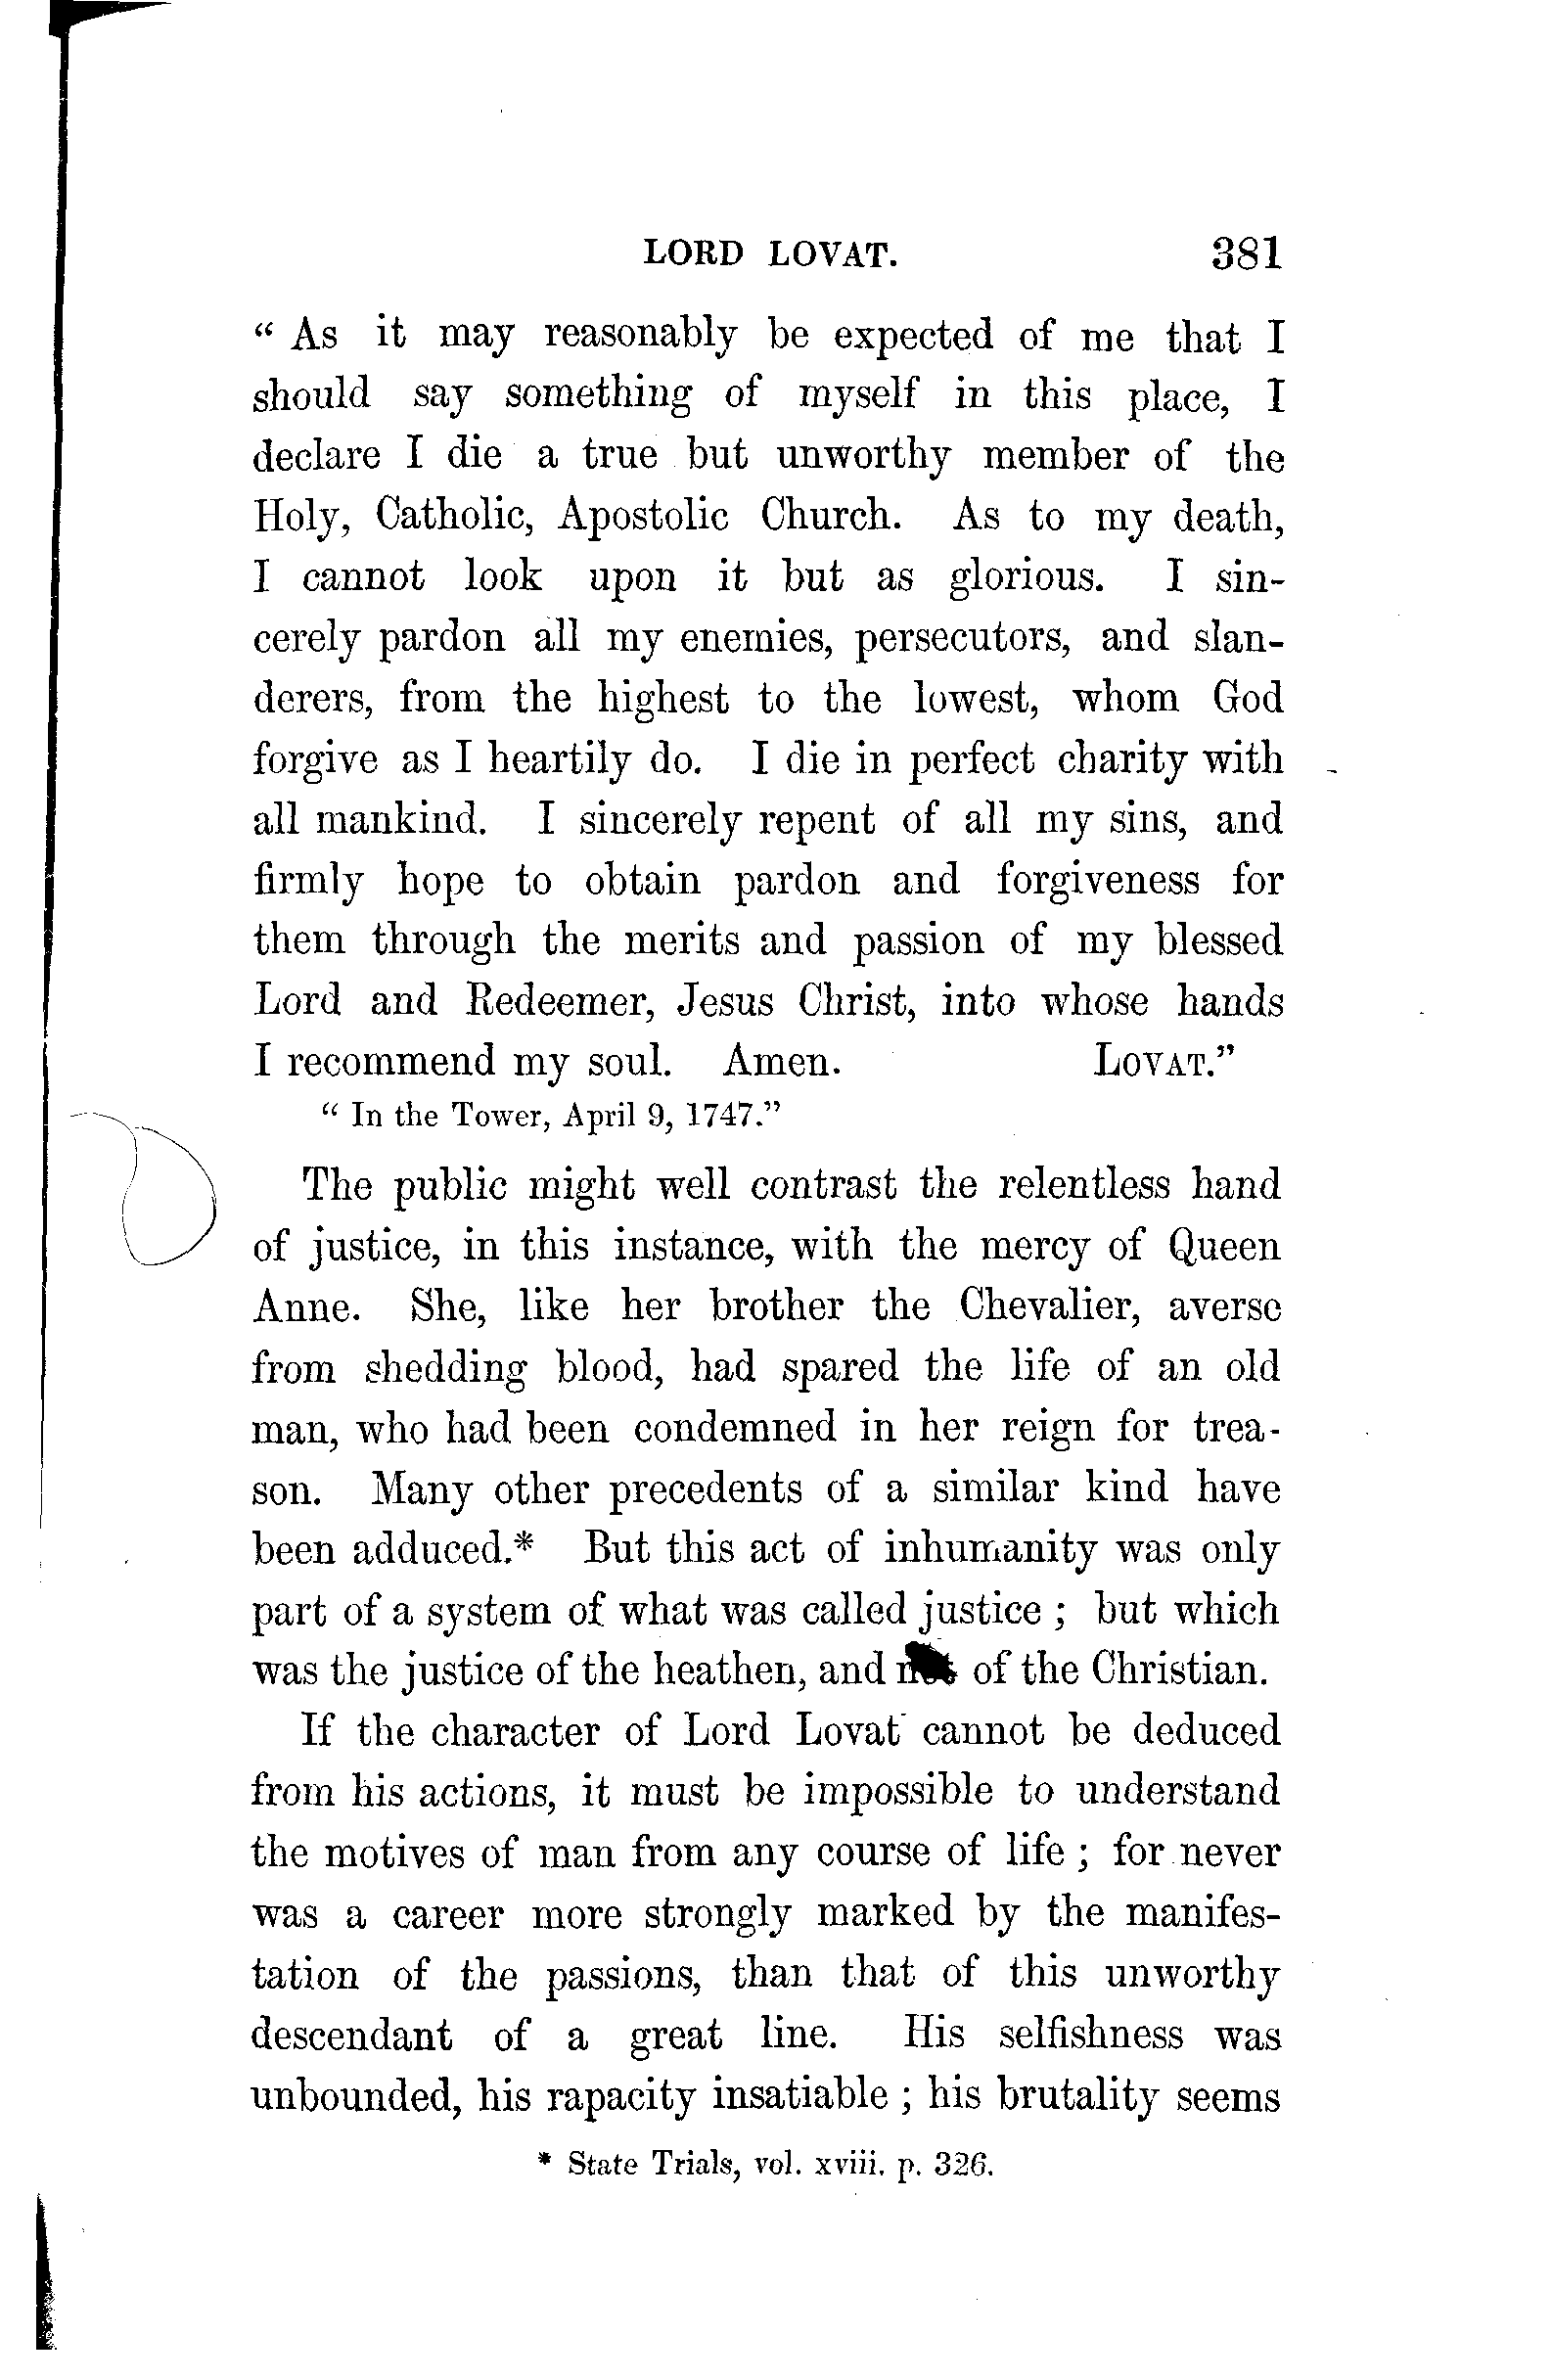 LORD LOVAT. 381
“ As it may reasonably be expected of me that I
should say something of myself in this place, I
declare I die a true but unworthy member of the
Holy, Catholic, Apostolic Church. As to my death,
I cannot look upon it but as glorious. I sin-
cerely pardon all my enemies, persecutors, and slan-
derers, from the highest to the lowest, whom God
forgive as I heartily do. I die in perfect charity with
all mankind. I sincerely repent of all my sins, and
firmly hope to obtain pardon and forgiveness for
them through the merits and passion of my blessed
Lord and Redeemer, Jesus Christ, into whose hands
I recommend my soul. Amen. LOVAT.”
“ In the Tower, April 9, 1747.”
The public might well contrast the relentless hand
of justice, in this instance, with the mercy of Queen
Anne. She, like her brother the Chevalier, averse
from shedding blood, had spared the life of an old
man, who had been condemned in her reign for trea-
son. Many other precedents of a similar kind have
been adduced.* But this act of inhumanity was only
part of a system of what was called justice ; but which
was the justice of the heathen, and not of the Christian.
If the character of Lord Lovat cannot be deduced
from his actions, it must be impossible to understand
the motives of man from any course of life ; for never
was a career more strongly marked by the manifes-
tation of the passions, than that of this unworthy
descendant of a great line. His selfishness was
unbounded, his rapacity insatiable ; his brutality seems
* State Trials, vol. xviii. p. 326.